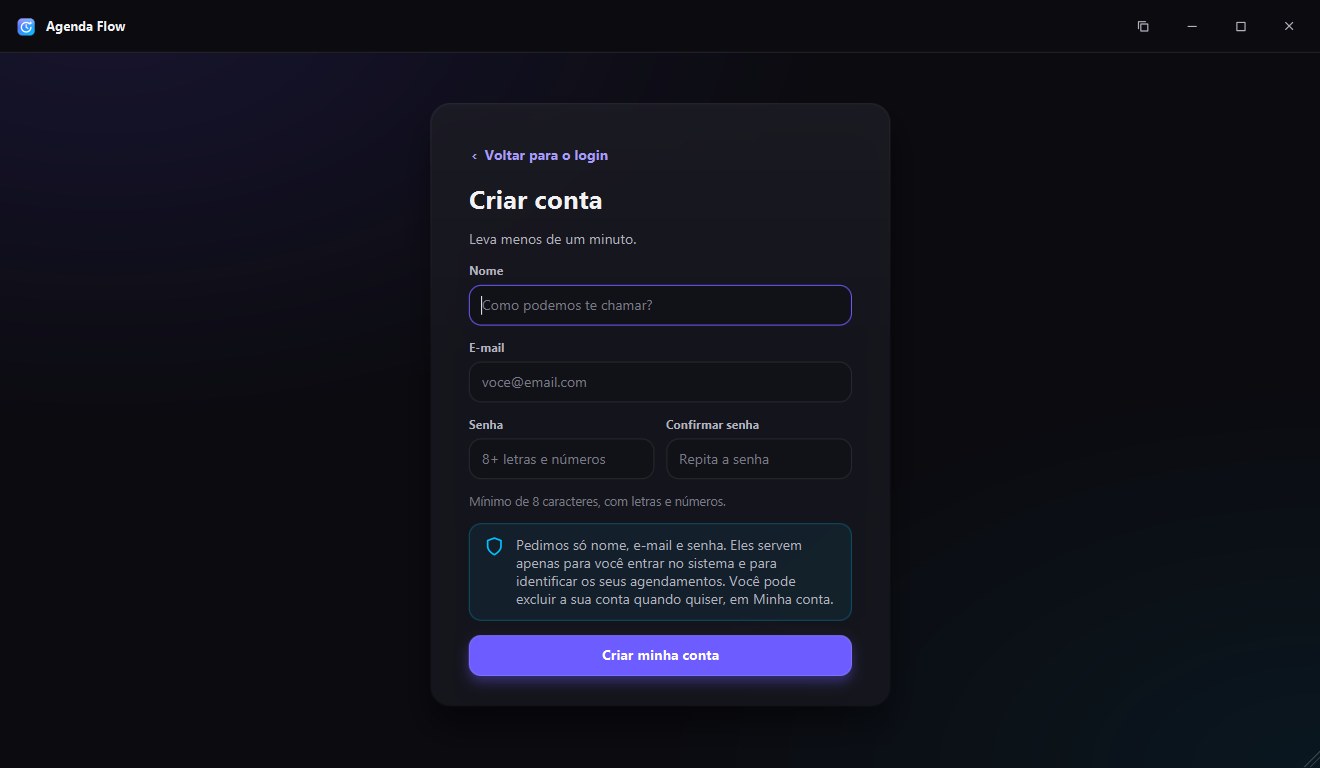 Agenda Flow
‹ Voltar para o login
Criar conta
Leva menos de um minuto.
Nome
Como podemos te chamar?
E-mail
voce@email.com
Senha
Confirmar senha
8+ letras e números
Repita a senha
Mínimo de 8 caracteres, com letras e números.
Pedimos só nome, e-mail e senha. Eles servem
apenas para você entrar no sistema e para
identificar os seus agendamentos. Você pode
excluir a sua conta quando quiser, em Minha conta.
Criar minha conta